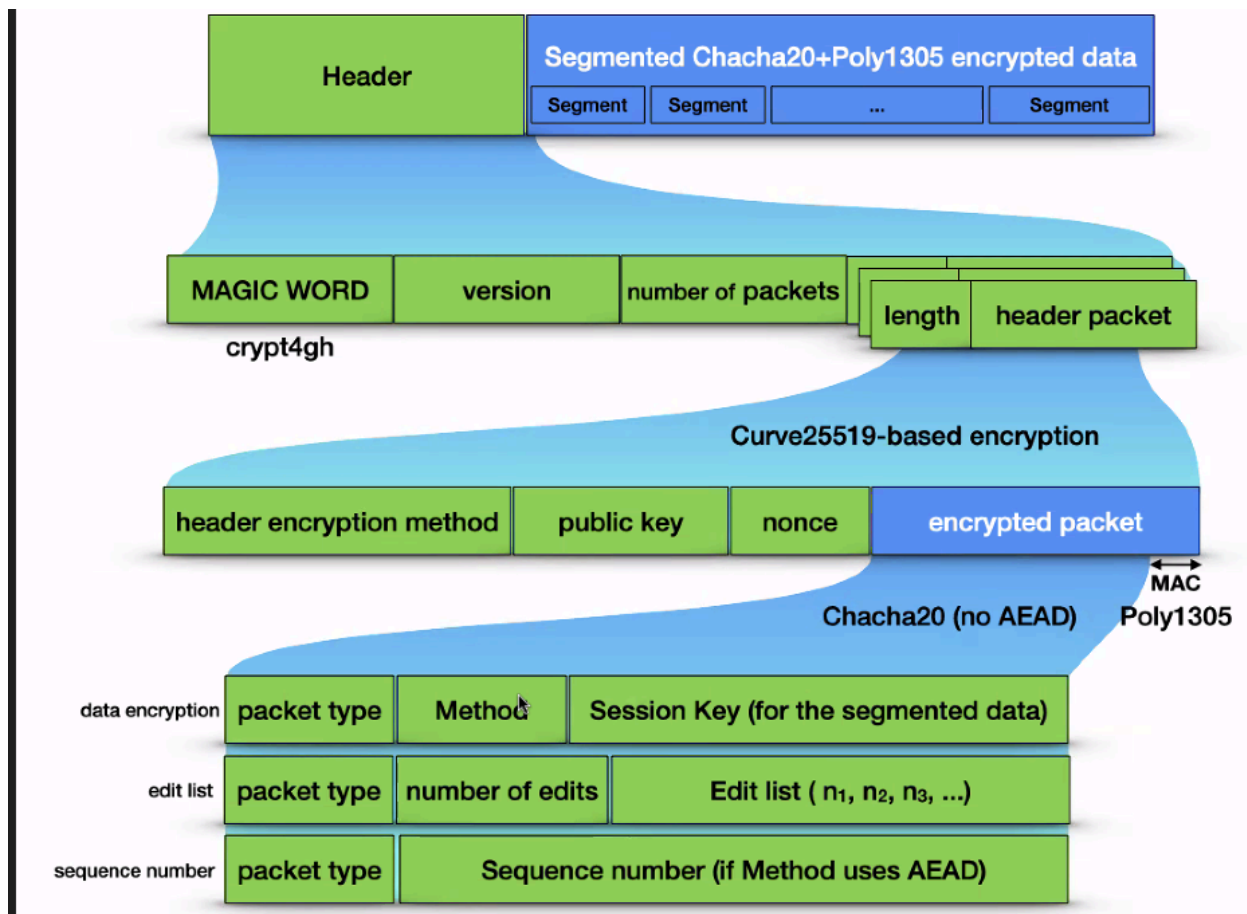 Header
Segmented Chacha20+Poly1305 encrypted data
Segment Segment ... Segment
MAGIC WORD version number of packets length header packet
crypt4gh
Curve25519-based encryption
header encryption method public key nonce encrypted packet
MAC
Chacha20 (no AEAD) Poly1305
data encryption packet type Method Session Key (for the segmented data)
edit list packet type number of edits Edit list ( n₁, n₂, n₃, ...)
sequence number packet type Sequence number (if Method uses AEAD)